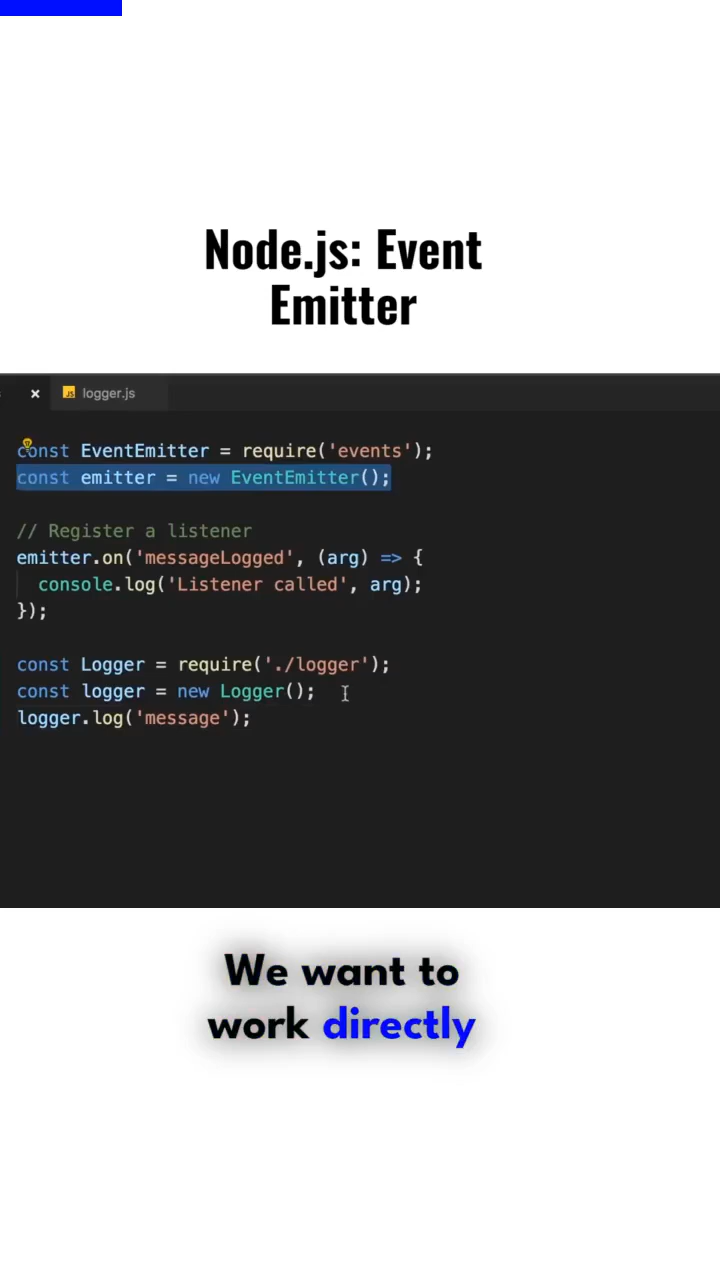 Node.js: Event
Emitter
logger.js
const EventEmitter = require('events');
const emitter = new EventEmitter();
// Register a listener
emitter.on('messageLogged', (arg) => {
console.log('Listener called', arg);
});
const Logger = require('./logger');
const logger = new Logger();
logger.log('message');
We want to
work directly